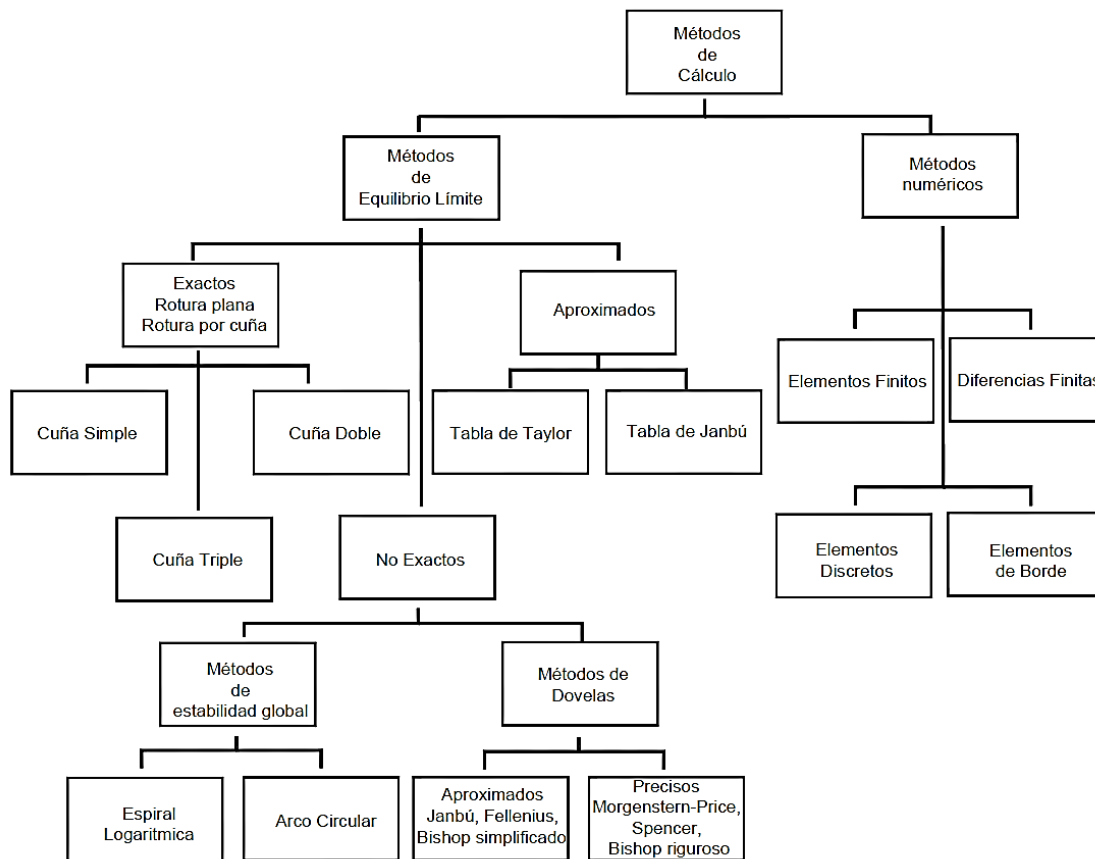 Métodos
de
Cálculo
Métodos
de
Equilibrio Límite
Métodos
numéricos
Exactos
Rotura plana
Rotura por cuña
Aproximados
Cuña Simple
Cuña Doble
Tabla de Taylor
Tabla de Janbú
Elementos Finitos
Diferencias Finitas
Cuña Triple
No Exactos
Elementos
Discretos
Elementos
de Borde
Métodos
de
estabilidad global
Métodos de
Dovelas
Espiral
Logaritmica
Arco Circular
Aproximados
Janbú, Fellenius,
Bishop simplificado
Precisos
Morgenstern-Price,
Spencer,
Bishop riguroso